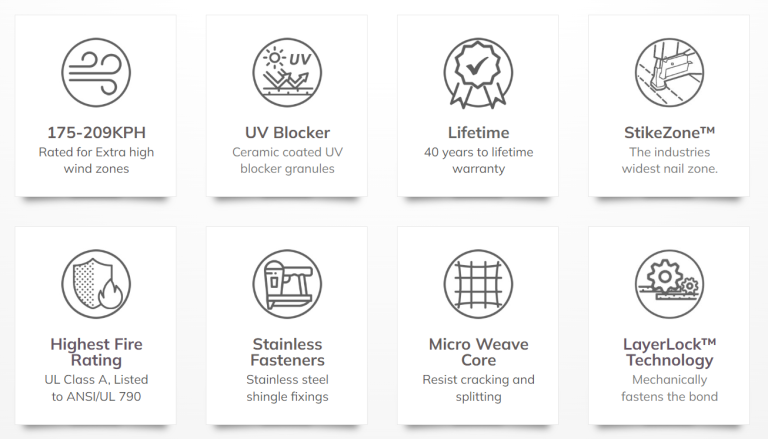 175-209KPH
Rated for Extra high
wind zones
UV
UV Blocker
Ceramic coated UV
blocker granules
Lifetime
40 years to lifetime
warranty
StikeZone™
The industries
widest nail zone.
Highest Fire
Rating
UL Class A, Listed
to ANSI/UL 790
Stainless
Fasteners
Stainless steel
shingle fixings
Micro Weave
Core
Resist cracking and
splitting
LayerLock™
Technology
Mechanically
fastens the bond